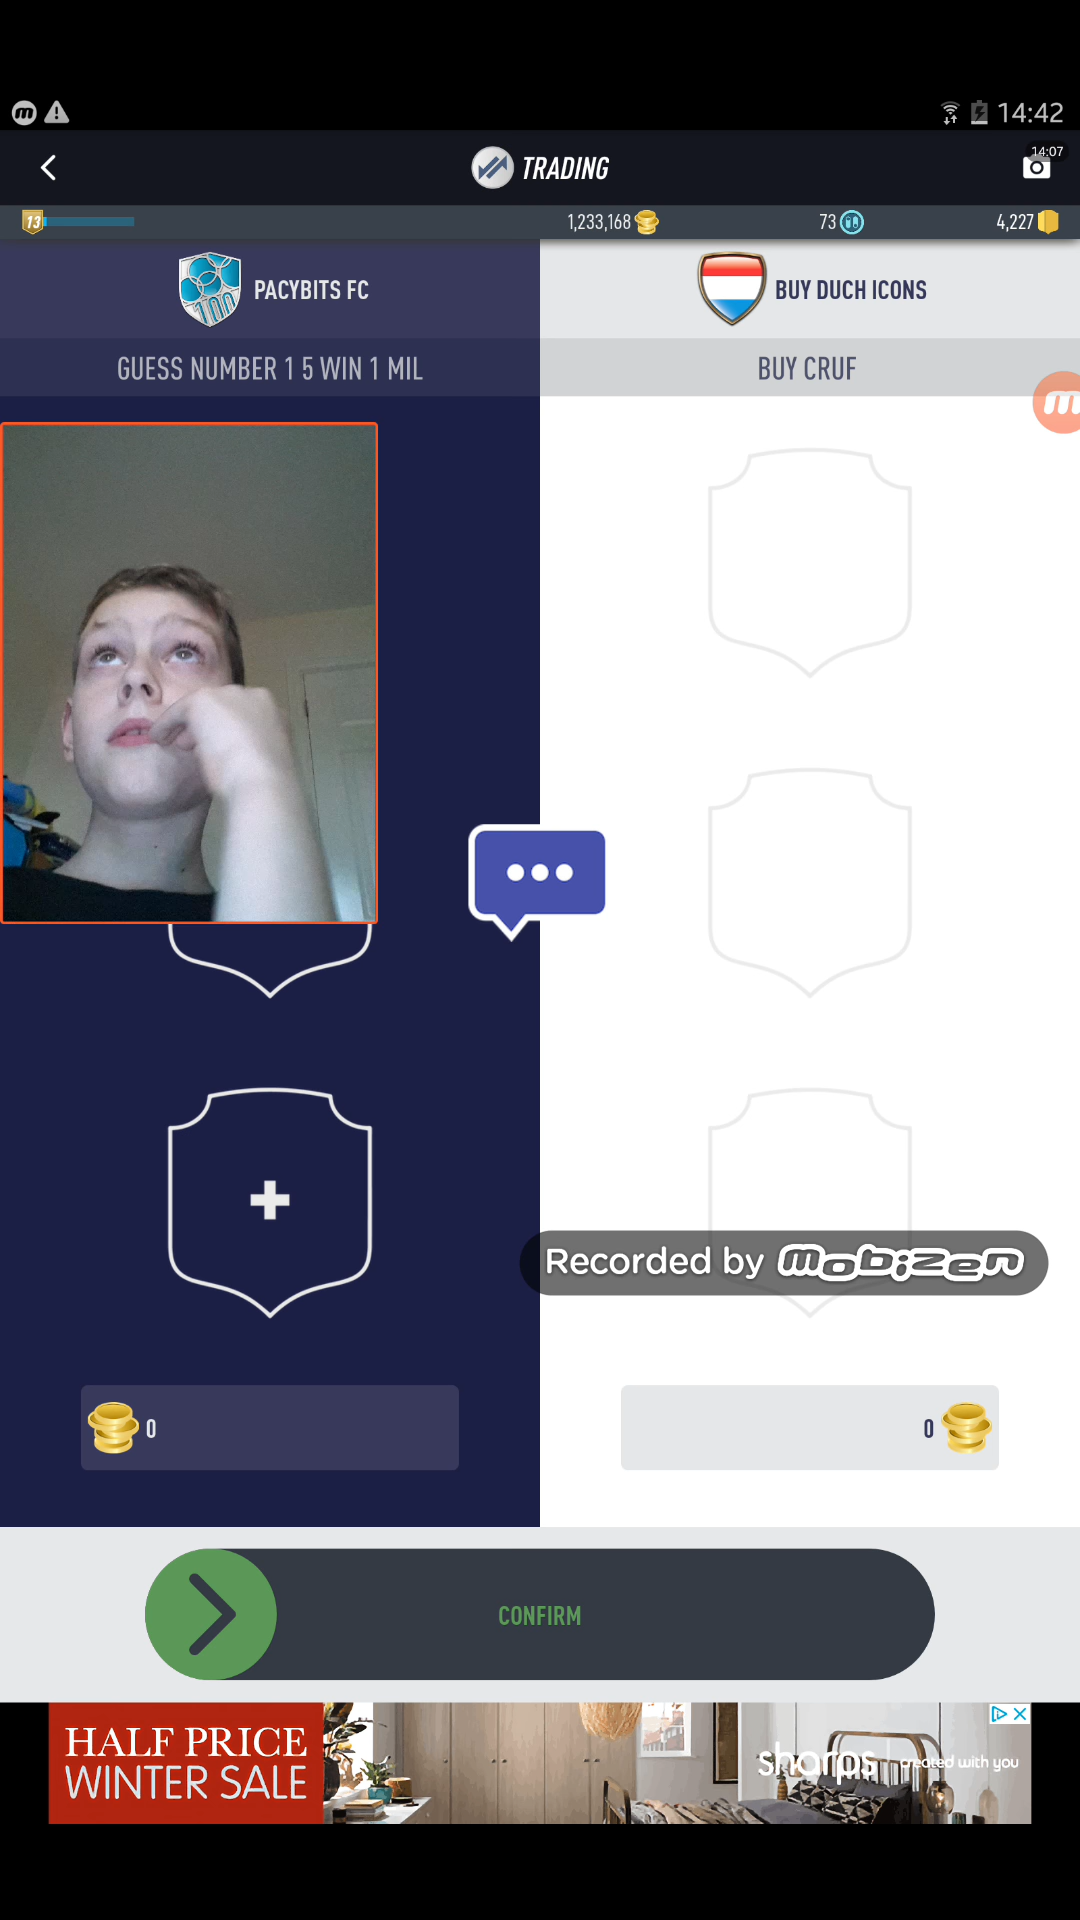 14:42
14:07
TRADING
13
1,233,168
73
4,227
100
PACYBITS FC
BUY DUCH ICONS
GUESS NUMBER 1 5 WIN 1 MIL
BUY CRUF
m
Recorded by mobizen
0
0
CONFIRM
HALF PRICE
WINTER SALE
sharps
created with you